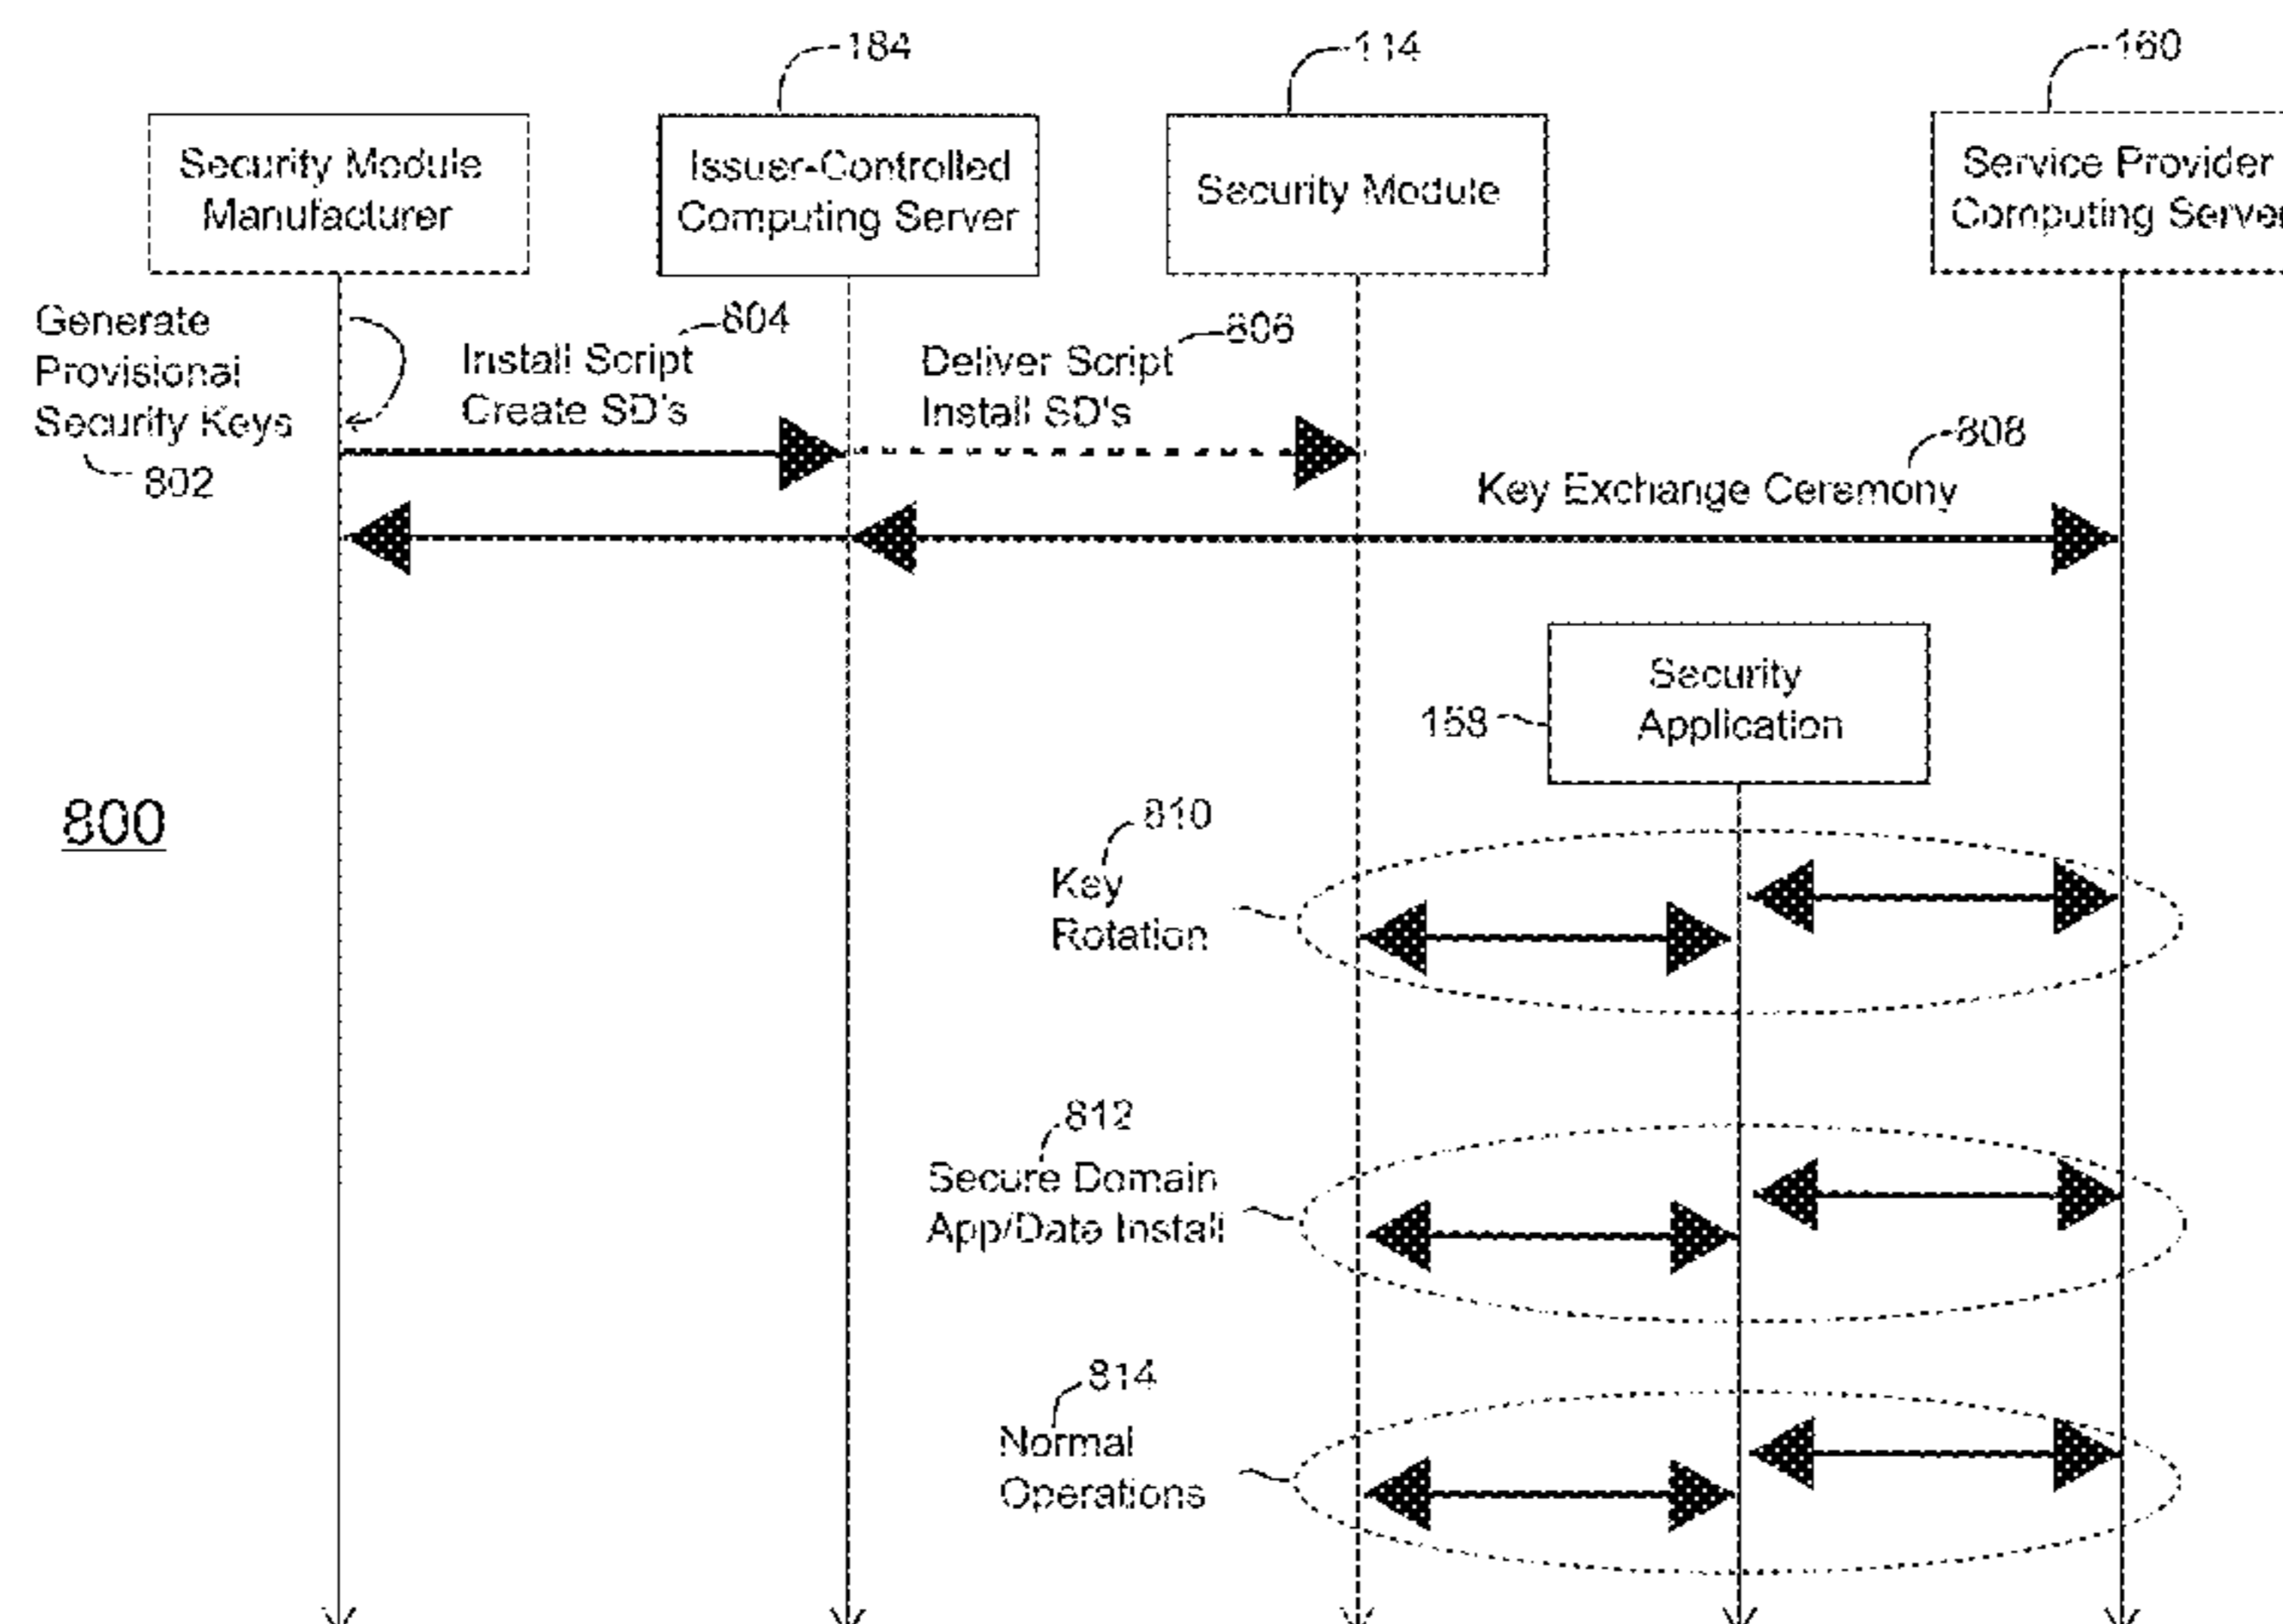 184
114
160
Security Module
Manufacturer
Issuer-Controlled
Computing Server
Security Module
Service Provider
Computing Server
Generate
Provisional
Security Keys
802
Install Script
Create SD's
804
Deliver Script
Install SD's
806
Key Exchange Ceremony
808
Security
Application
158
800
810
Key
Rotation
812
Secure Domain
App/Date Install
814
Normal
Operations